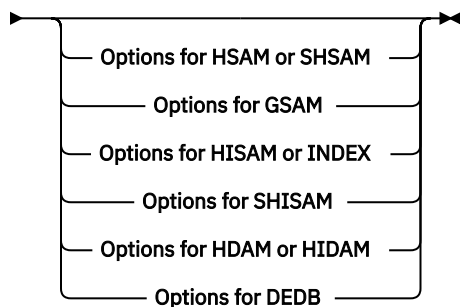 Options for HSAM or SHSAM
Options for GSAM
Options for HISAM or INDEX
Options for SHISAM
Options for HDAM or HIDAM
Options for DEDB